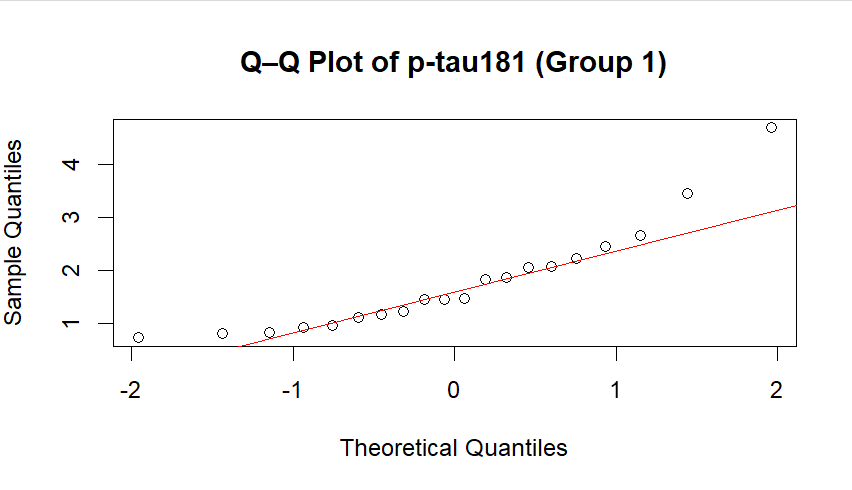 Q–Q Plot of p-tau181 (Group 1)
Sample Quantiles
4
3
2
1
-2 -1 0 1 2
Theoretical Quantiles